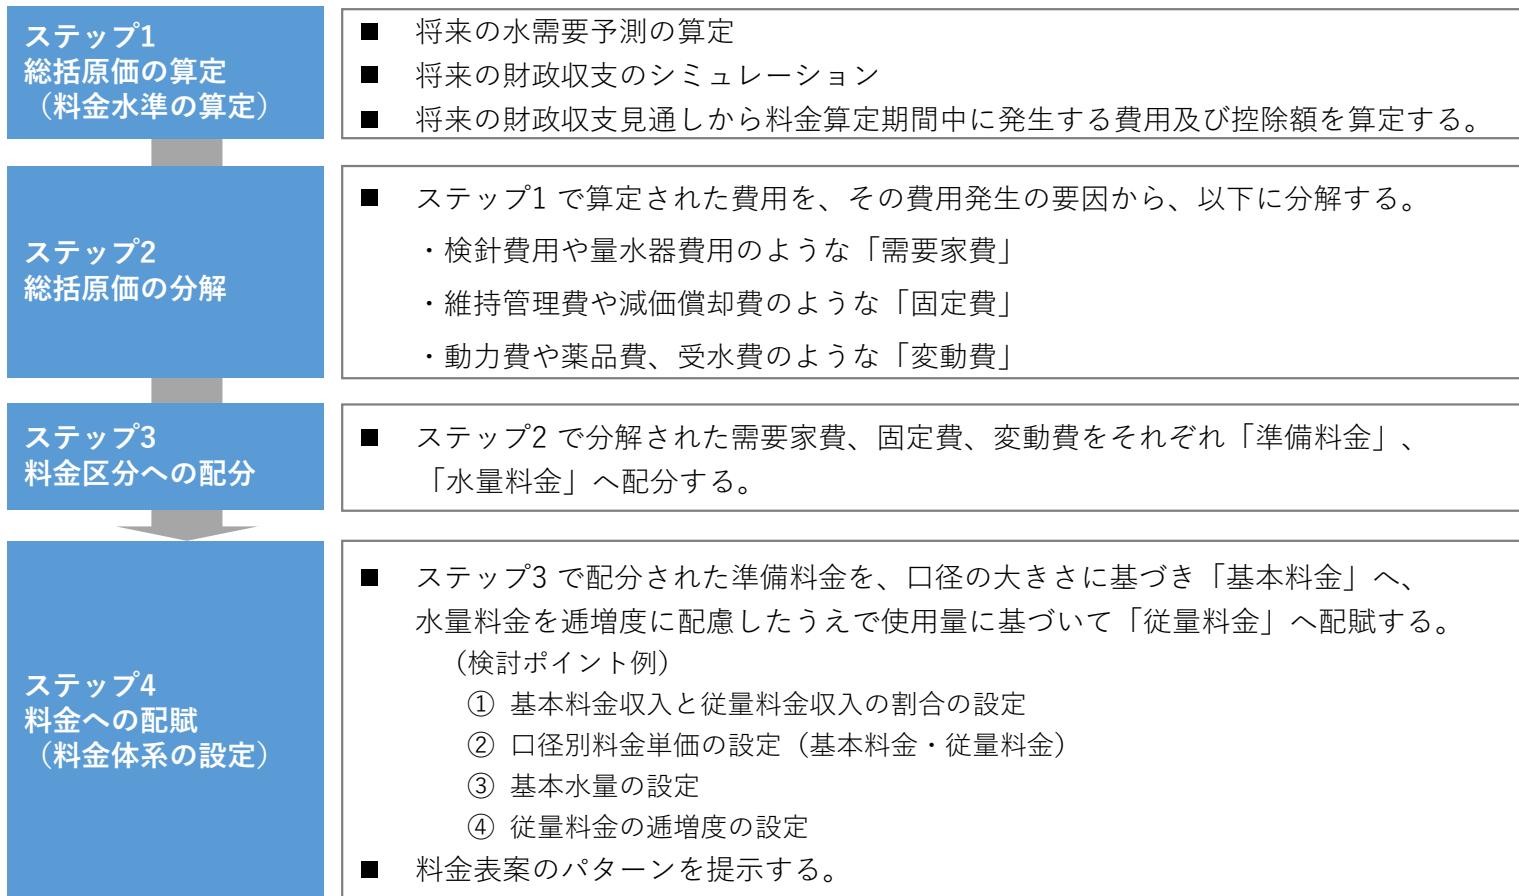 ステップ1
総括原価の算定
（料金水準の算定）
■ 将来の水需要予測の算定
■ 将来の財政収支のシミュレーション
■ 将来の財政収支見通しから料金算定期間中に発生する費用及び控除額を算定する。
ステップ2
総括原価の分解
■ ステップ1 で算定された費用を、その費用発生の要因から、以下に分解する。
・検針費用や量水器費用のような「需要家費」
・維持管理費や減価償却費のような「固定費」
・動力費や薬品費、受水費のような「変動費」
ステップ3
料金区分への配分
■ ステップ2 で分解された需要家費、固定費、変動費をそれぞれ「準備料金」、
「水量料金」へ配分する。
ステップ4
料金への配賦
（料金体系の設定）
■ ステップ3 で配分された準備料金を、口径の大きさに基づき「基本料金」へ、
水量料金を逓増度に配慮したうえで使用量に基づいて「従量料金」へ配賦する。
（検討ポイント例）
① 基本料金収入と従量料金収入の割合の設定
② 口径別料金単価の設定（基本料金・従量料金）
③ 基本水量の設定
④ 従量料金の逓増度の設定
■ 料金表案のパターンを提示する。